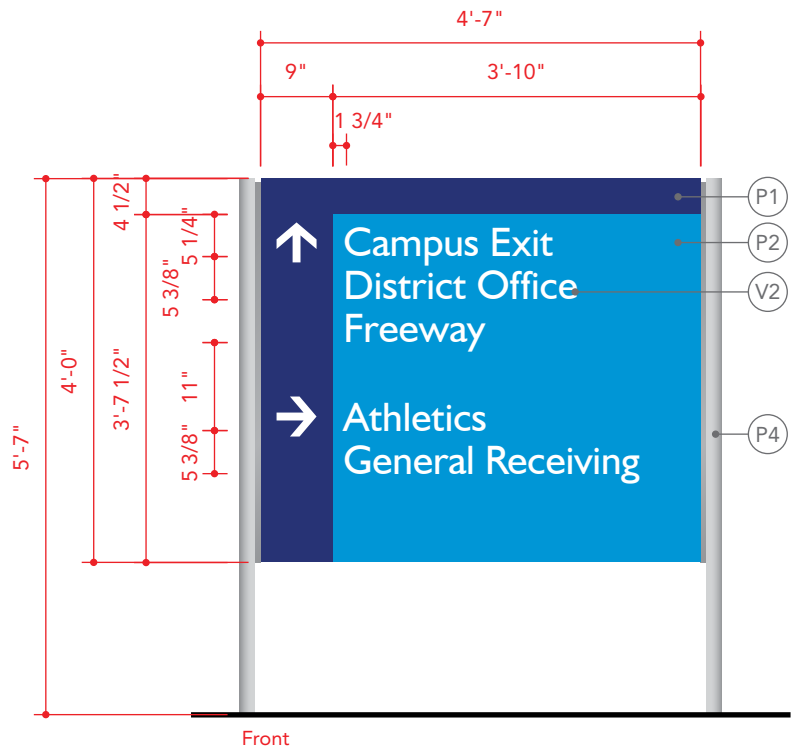 4'-7"
9"
3'-10"
1 3/4"
4 1/2"
5 1/4"
5 3/8"
4'-0"
3'-7 1/2"
11"
5'-7"
5 3/8"
P1
P2
V2
P4
Campus Exit
District Office
Freeway
Athletics
General Receiving
Front